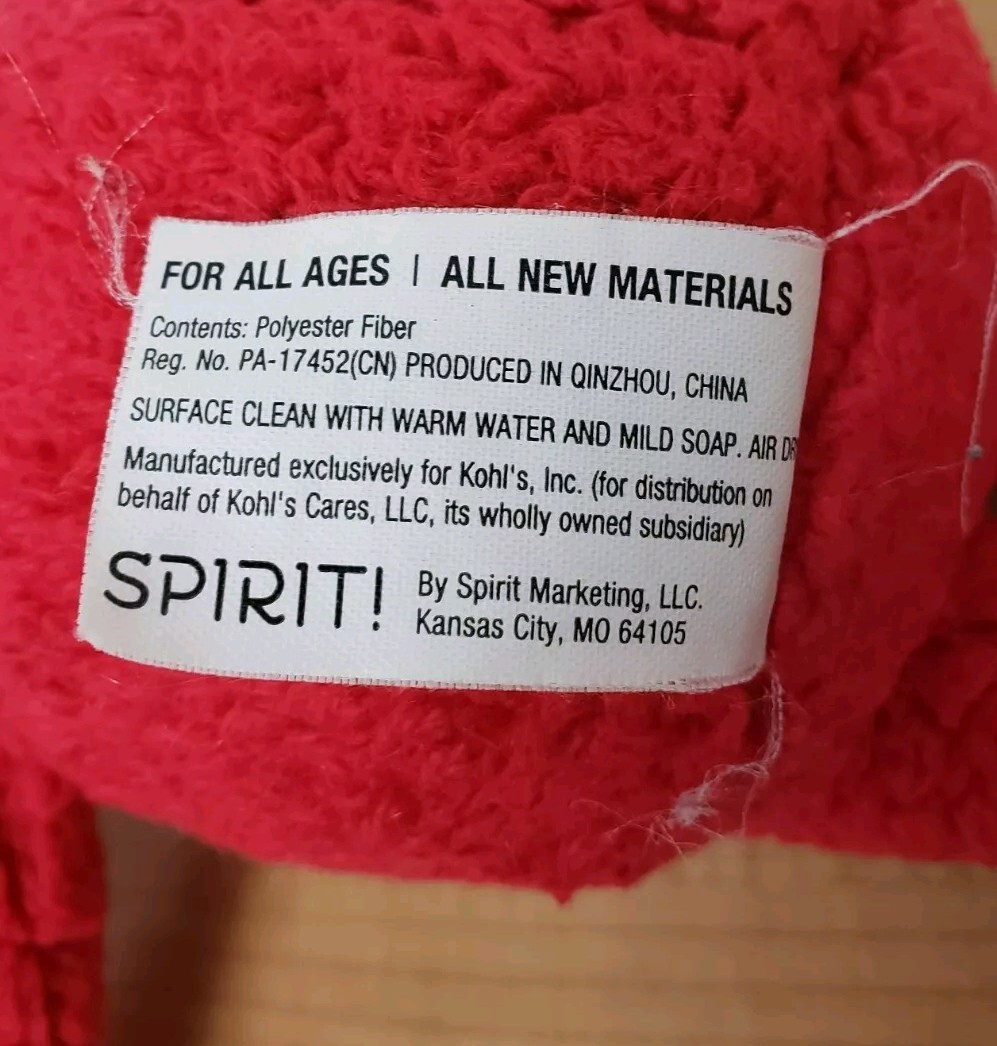 FOR ALL AGES | ALL NEW MATERIALS
Contents: Polyester Fiber
Reg. No. PA-17452(CN) PRODUCED IN QINZHOU, CHINA
SURFACE CLEAN WITH WARM WATER AND MILD SOAP. AIR DR
Manufactured exclusively for Kohl's, Inc. (for distribution on
behalf of Kohl's Cares, LLC, its wholly owned subsidiary)
SPIRIT! By Spirit Marketing, LLC.
Kansas City, MO 64105